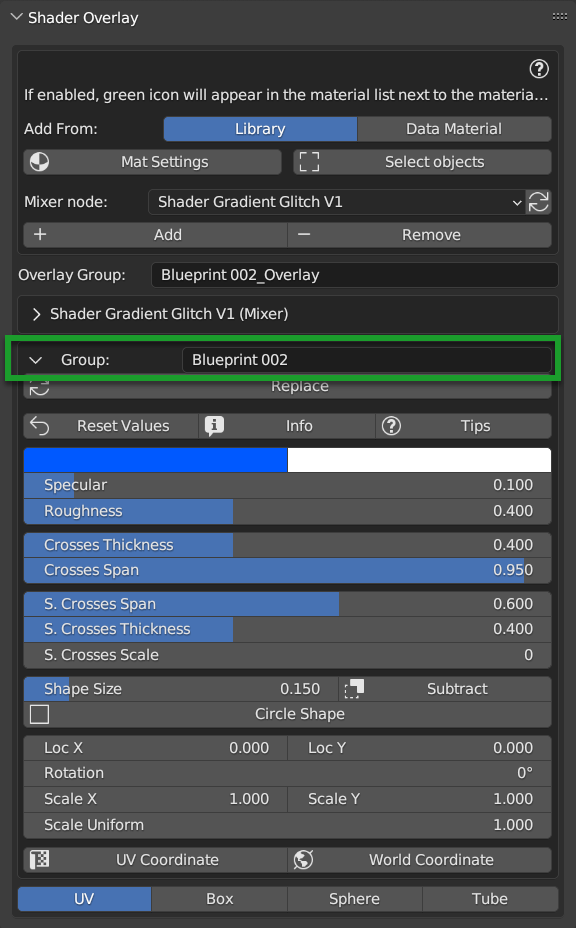 Shader Overlay
If enabled, green icon will appear in the material list next to the materia...
Add From: Library Data Material
Mat Settings Select objects
Mixer node: Shader Gradient Glitch V1
Add Remove
Overlay Group: Blueprint 002_Overlay
Shader Gradient Glitch V1 (Mixer)
Group: Blueprint 002
Replace
Reset Values Info Tips
Specular 0.100
Roughness 0.400
Crosses Thickness 0.400
Crosses Span 0.950
S. Crosses Span 0.600
S. Crosses Thickness 0.400
S. Crosses Scale 0
Shape Size 0.150 Subtract
Circle Shape
Loc X 0.000 Loc Y 0.000
Rotation 0°
Scale X 1.000 Scale Y 1.000
Scale Uniform 1.000
UV Coordinate World Coordinate
UV Box Sphere Tube